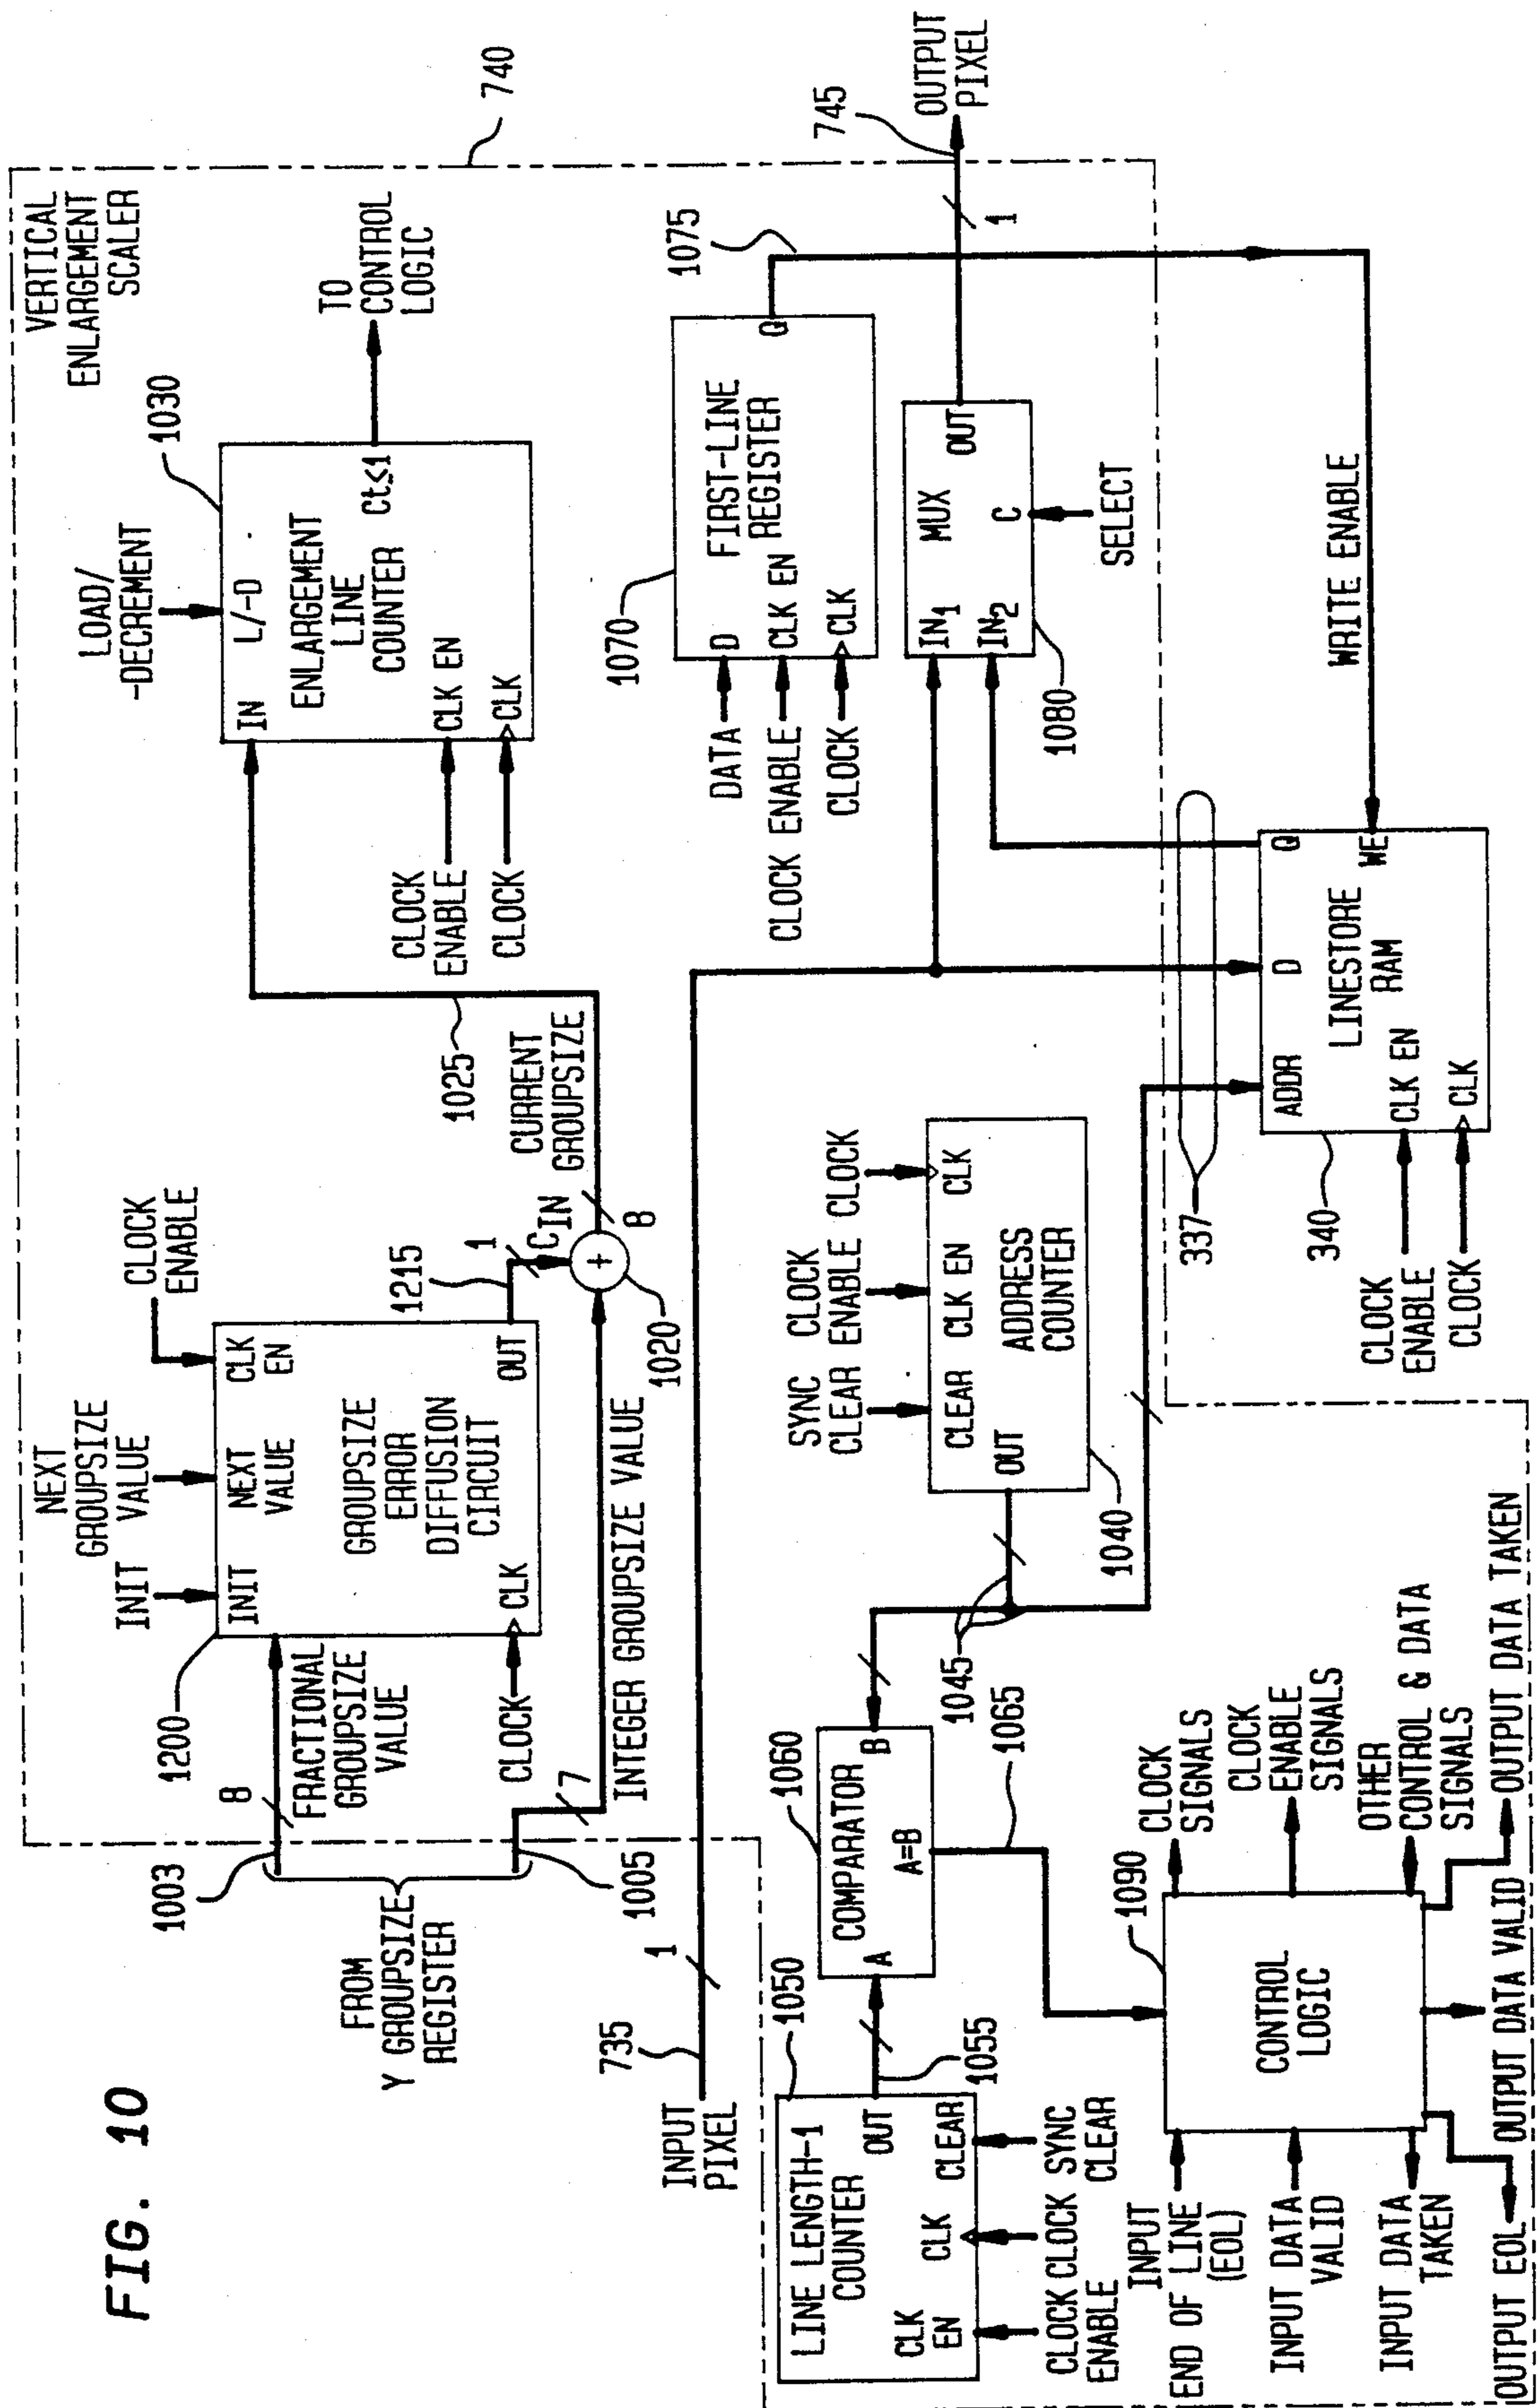 FIG. 10
FROM
Y GROUPSIZE
REGISTER
1003
1005
8
FRACTIONAL
GROUPSIZE
VALUE
7
INTEGER GROUPSIZE VALUE
CLOCK
1200
INIT
NEXT
GROUPSIZE
VALUE
CLOCK
ENABLE
INIT
NEXT
VALUE
CLK
EN
GROUPSIZE
ERROR
DIFFUSION
CIRCUIT
CLK
OUT
1215
1
CIN
+
1020
8
CURRENT
GROUPSIZE
1025
LOAD/
-DECREMENT
1030
IN
L/-D
ENLARGEMENT
LINE
COUNTER
Ct≤1
CLK EN
CLK
CLOCK
ENABLE
CLOCK
TO
CONTROL
LOGIC
VERTICAL
ENLARGEMENT
SCALER
740
INPUT
PIXEL
735
1
1070
DATA
CLOCK ENABLE
CLOCK
D
CLK EN
CLK
FIRST-LINE
REGISTER
Q
1075
IN1
IN2
MUX
OUT
C
1080
SELECT
1
745
OUTPUT
PIXEL
1050
LINE LENGTH-1
COUNTER
OUT
CLK
EN
CLK
CLEAR
CLOCK
ENABLE
CLOCK
SYNC
CLEAR
1055
1060
A
COMPARATOR
B
A=B
1065
1045
SYNC
CLEAR
CLOCK
ENABLE
CLOCK
CLEAR
CLK EN
CLK
OUT
ADDRESS
COUNTER
1040
337
ADDR
D
Q
LINESTORE
RAM
WE
CLK EN
CLK
340
CLOCK
ENABLE
CLOCK
WRITE ENABLE
1090
CONTROL
LOGIC
INPUT
END OF LINE
(EOL)
INPUT DATA
VALID
INPUT DATA
TAKEN
OUTPUT EOL
OUTPUT DATA VALID
OUTPUT DATA TAKEN
CLOCK
SIGNALS
CLOCK
ENABLE
SIGNALS
OTHER
CONTROL & DATA
SIGNALS